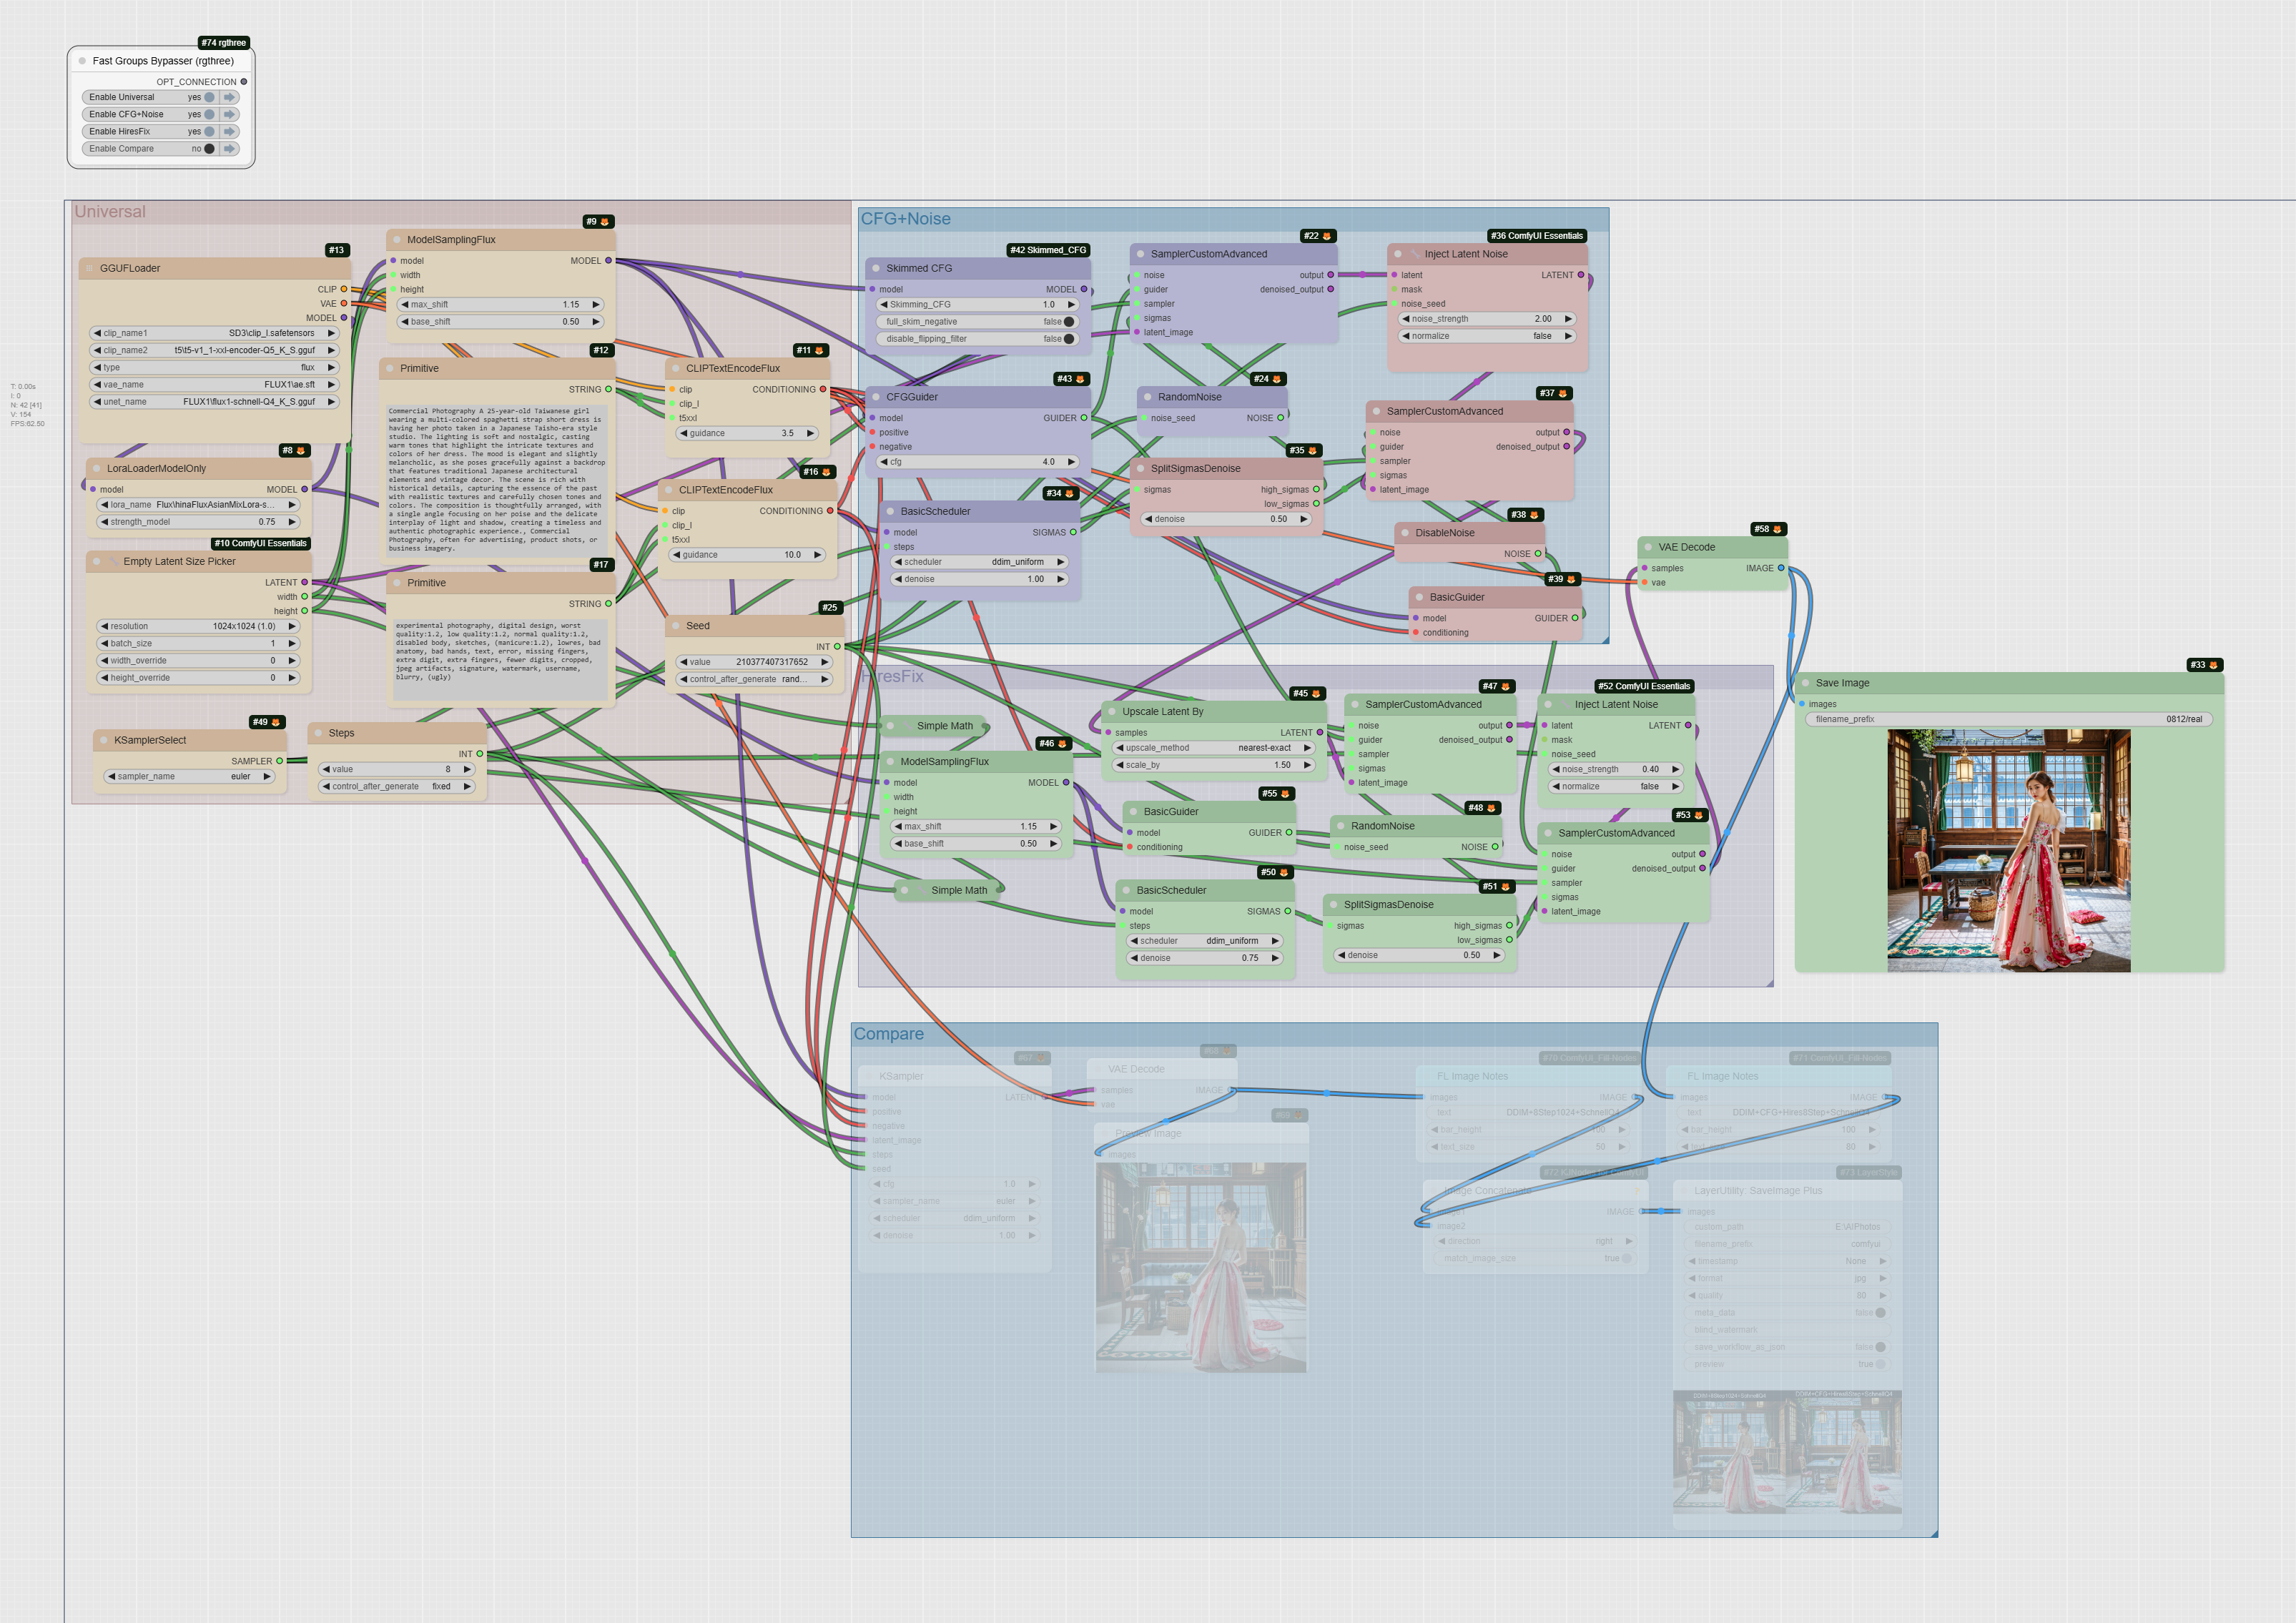 #74 rgthree
Fast Groups Bypasser (rgthree)
OPT_CONNECTION
Enable Universal yes
Enable CFG+Noise yes
Enable HiresFix yes
Enable Compare no
T: 0.00s
I: 0
N: 42 [41]
V: 154
FPS:62.50
Universal
#13
GGUFLoader
CLIP
VAE
MODEL
clip_name1 SD3\clip_l.safetensors
clip_name2 t5\t5-v1_1-xxl-encoder-Q5_K_S.gguf
type flux
vae_name FLUX1\ae.sft
unet_name FLUX1\flux1-schnell-Q4_K_S.gguf
#8
LoraLoaderModelOnly
model MODEL
lora_name Flux\hinaFluxAsianMixLora-s...
strength_model 0.75
#10 ComfyUI Essentials
Empty Latent Size Picker
LATENT
width
height
resolution 1024x1024 (1.0)
batch_size 1
width_override 0
height_override 0
#49
KSamplerSelect
SAMPLER
sampler_name euler
Steps
INT
value 8
control_after_generate fixed
#9
ModelSamplingFlux
model MODEL
width
height
max_shift 1.15
base_shift 0.50
#12
Primitive
STRING
Commercial Photography A 25-year-old Taiwanese girl
wearing a multi-colored spaghetti strap short dress is
having her photo taken in a Japanese Taisho-era style
studio. The lighting is soft and nostalgic, casting
warm tones that highlight the intricate textures and
colors of her dress. The mood is elegant and slightly
melancholic, as she poses gracefully against a backdrop
that features traditional Japanese architectural
elements and vintage decor. The scene is rich with
historical details, capturing the essence of the past
with realistic textures and carefully chosen tones and
colors. The composition is thoughtfully arranged, with
a single angle focusing on her pose and the delicate
interplay of light and shadow, creating a timeless and
authentic photographic experience., Commercial
Photography, often for advertising, product shots, or
business imagery.
#17
Primitive
STRING
experimental photography, digital design, worst
quality:1.2, low quality:1.2, normal quality:1.2,
disabled body, sketches, (manicure:1.2), lowres, bad
anatomy, bad hands, text, error, missing fingers,
extra digit, extra fingers, fewer digits, cropped,
jpeg artifacts, signature, watermark, username,
blurry, (ugly)
#11
CLIPTextEncodeFlux
clip CONDITIONING
clip_l
t5xxl
guidance 3.5
#16
CLIPTextEncodeFlux
clip CONDITIONING
clip_l
t5xxl
guidance 10.0
#25
Seed
INT
value 210377407317652
control_after_generate rand...
CFG+Noise
#42 Skimmed_CFG
Skimmed CFG
model MODEL
Skimming_CFG 1.0
full_skim_negative false
disable_flipping_filter false
#43
CFGGuider
model GUIDER
positive
negative
cfg 4.0
#34
BasicScheduler
model SIGMAS
steps
scheduler ddim_uniform
denoise 1.00
#22
SamplerCustomAdvanced
noise output
guider denoised_output
sampler
sigmas
latent_image
#24
RandomNoise
noise_seed NOISE
#35
SplitSigmasDenoise
sigmas high_sigmas
low_sigmas
denoise 0.50
#36 ComfyUI Essentials
Inject Latent Noise
latent LATENT
mask
noise_seed
noise_strength 2.00
normalize false
#37
SamplerCustomAdvanced
noise output
guider denoised_output
sampler
sigmas
latent_image
#38
DisableNoise
NOISE
#39
BasicGuider
model GUIDER
conditioning
#58
VAE Decode
samples IMAGE
vae
#33
Save Image
images
filename_prefix 0812/real
HiresFix
Simple Math
#46
ModelSamplingFlux
model MODEL
width
height
max_shift 1.15
base_shift 0.50
Simple Math
#45
Upscale Latent By
samples LATENT
upscale_method nearest-exact
scale_by 1.50
#55
BasicGuider
model GUIDER
conditioning
#50
BasicScheduler
model SIGMAS
steps
scheduler ddim_uniform
denoise 0.75
#47
SamplerCustomAdvanced
noise output
guider denoised_output
sampler
sigmas
latent_image
#48
RandomNoise
noise_seed NOISE
#51
SplitSigmasDenoise
sigmas high_sigmas
low_sigmas
denoise 0.50
#52 ComfyUI Essentials
Inject Latent Noise
latent LATENT
mask
noise_seed
noise_strength 0.40
normalize false
#53
SamplerCustomAdvanced
noise output
guider denoised_output
sampler
sigmas
latent_image
Compare
#67
KSampler
model LATENT
positive
negative
latent_image
steps
seed
cfg 1.0
sampler_name euler
scheduler ddim_uniform
denoise 1.00
VAE Decode
samples IMAGE
vae
Preview Image
images
#70 ComfyUI_Fill Nodes
FL Image Notes
images IMAGE
text DDIM+8Step1024+SchnellQ4
bar_height 100
text_size 50
#71 ComfyUI_Fill Nodes
FL Image Notes
images IMAGE
text DDIM+CFG+Hires8Step+SchnellQ4
bar_height 100
text_size 80
Image Concatenate
IMAGE
image2
direction right
match_image_size true
#73 LayerStyle
LayerUtility: SaveImage Plus
images
custom_path E:\AIPhotos
filename_prefix comfyui
timestamp None
format jpg
quality 80
meta_data false
blind_watermark
save_workflow_as_json false
preview true
DDIM+8Step1024+SchnellQ4
DDIM+CFG+Hires8Step+SchnellQ4